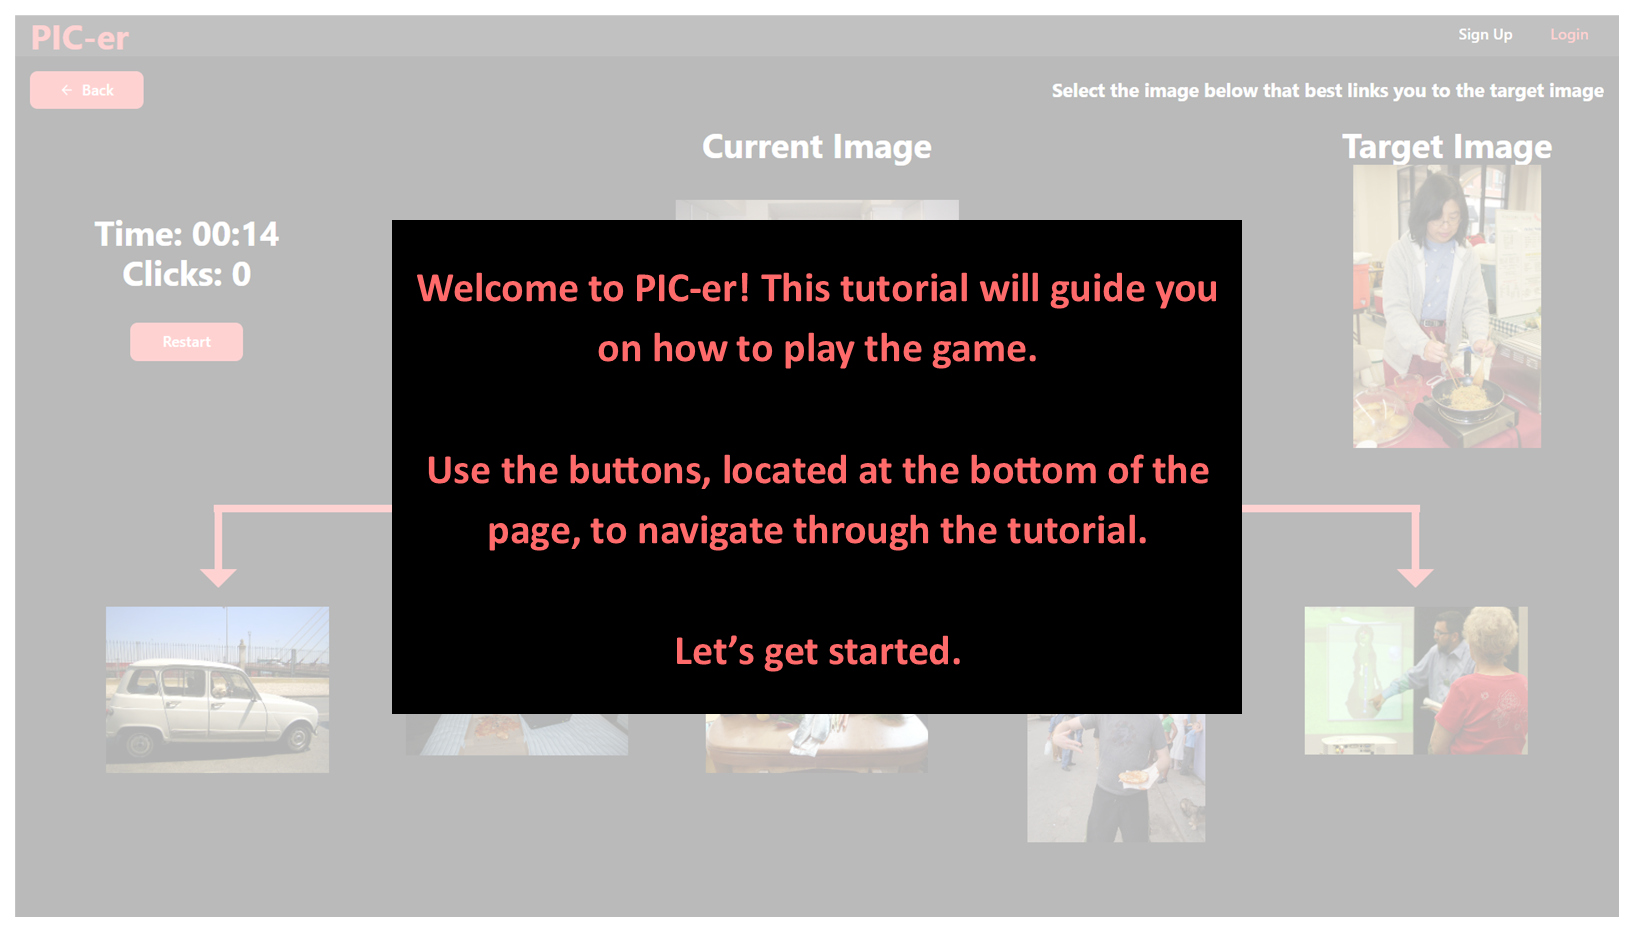 PIC-er
Sign Up
Login
← Back
Select the image below that best links you to the target image
Current Image
Target Image
Time: 00:14
Clicks: 0
Restart
Welcome to PIC-er! This tutorial will guide you
on how to play the game.
Use the buttons, located at the bottom of the
page, to navigate through the tutorial.
Let’s get started.